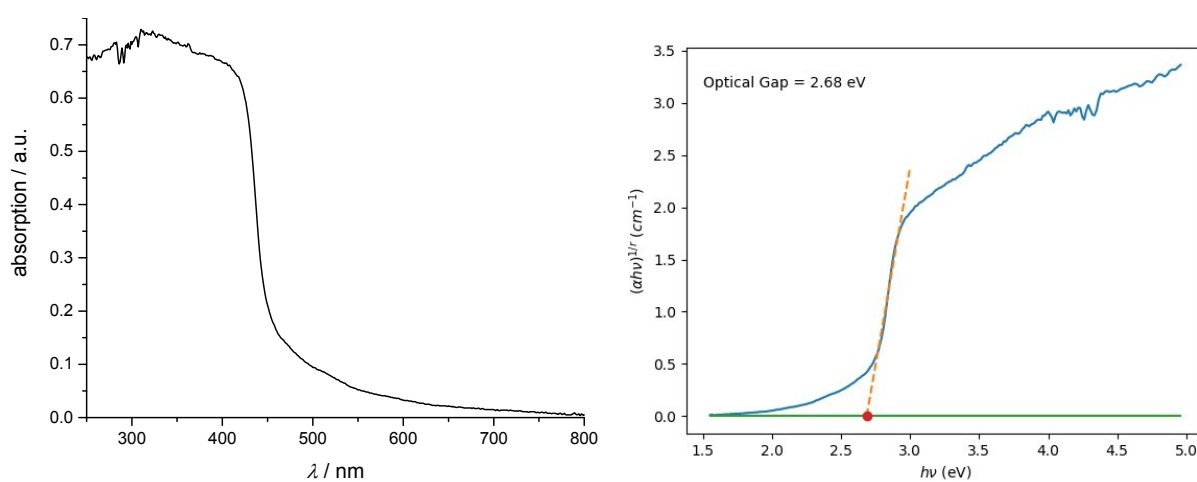 0.7
0.6
0.5
0.4
0.3
0.2
0.1
0.0
absorption / a.u.
300 400 500 600 700 800
λ / nm
3.5
3.0
2.5
2.0
1.5
1.0
0.5
0.0
(αhν)^{1/r} (cm⁻¹)
Optical Gap = 2.68 eV
1.5 2.0 2.5 3.0 3.5 4.0 4.5 5.0
hν (eV)